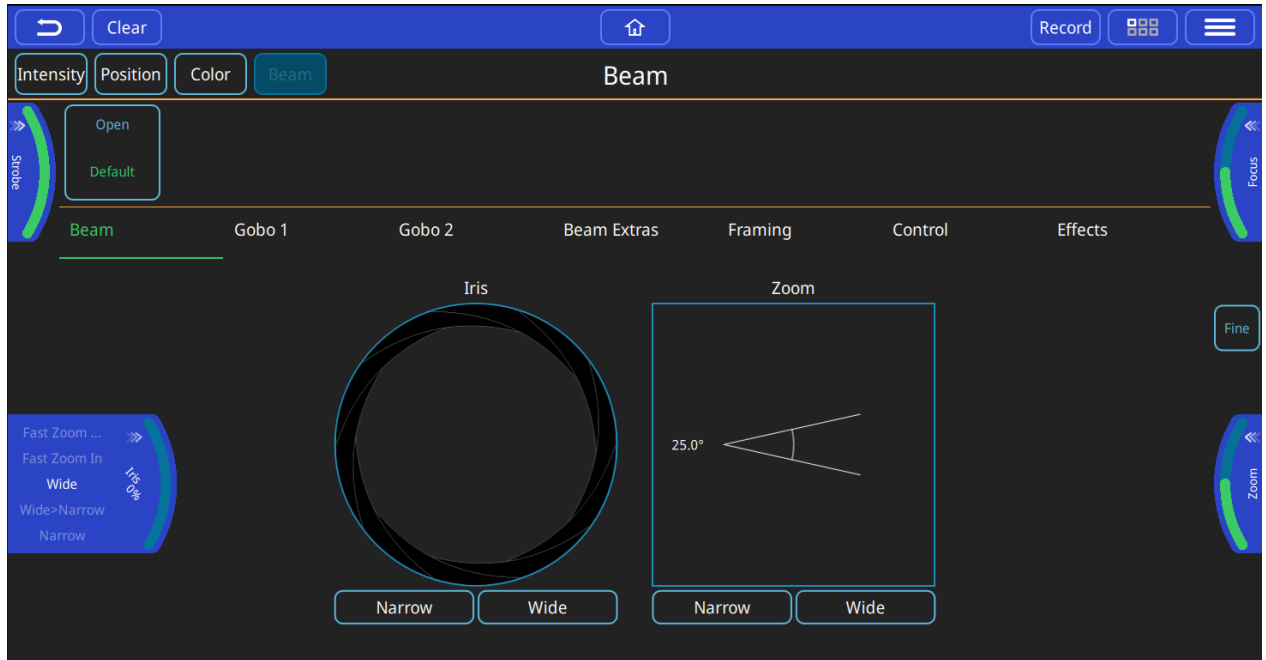 Clear
Record
Intensity
Position
Color
Beam
Beam
Strobe
Open
Default
Focus
Beam
Gobo 1
Gobo 2
Beam Extras
Framing
Control
Effects
Iris
Zoom
Fine
25.0°
Fast Zoom ...
Fast Zoom In
Wide
Wide>Narrow
Narrow
Iris
0%
Zoom
Narrow
Wide
Narrow
Wide